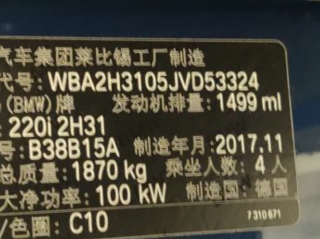 汽车集团莱比锡工厂制造
代号: WBA2H3105JVD53324
(BMW)牌 发动机排量: 1499 ml
: 220i 2H31
: B38B15A 制造年月: 2017.11
总质量: 1870 kg 乘坐人数: 4人
大净功率: 100 kW 制造国: 德国
/色圈: C10
7310671